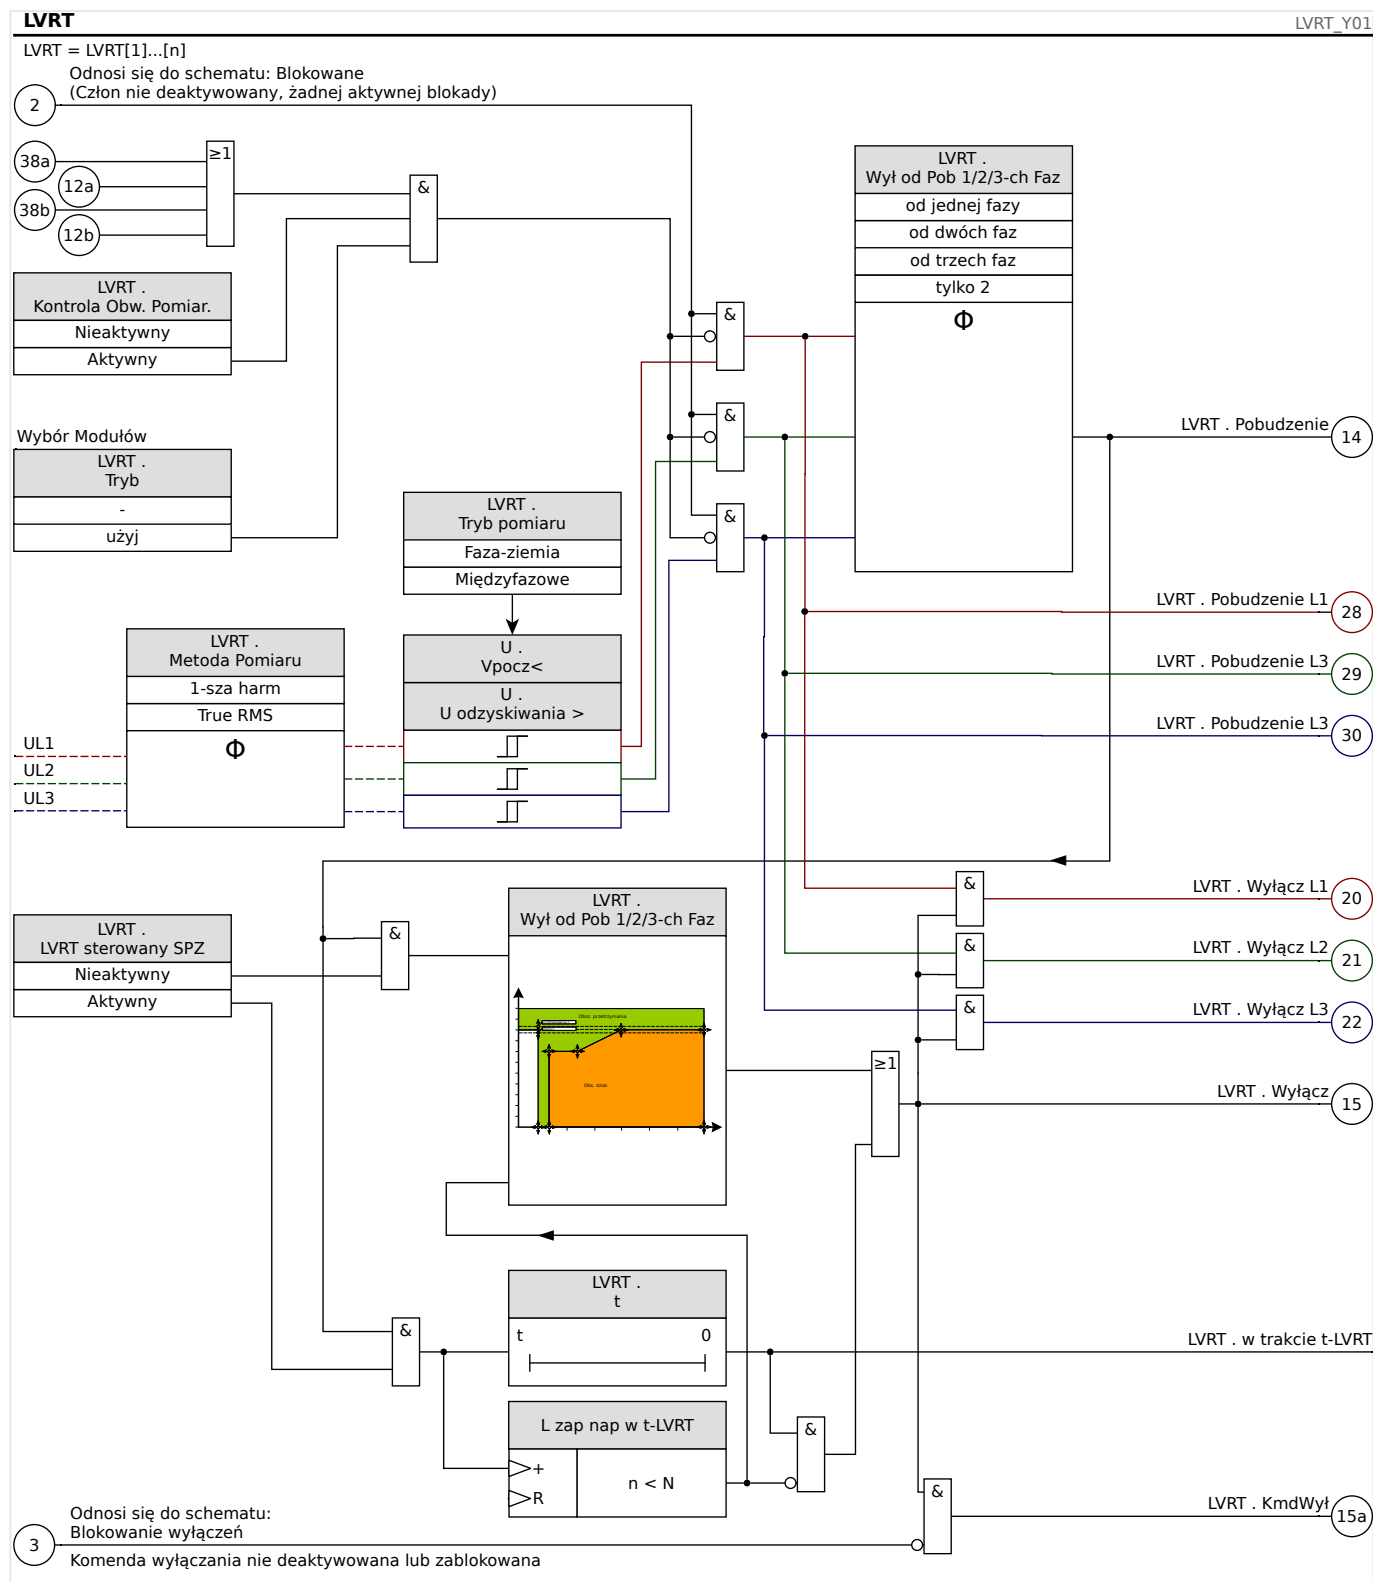 LVRT
LVRT_Y01
LVRT = LVRT[1]...[n]
Odnosi się do schematu: Blokowane
(Człon nie deaktywowany, żadnej aktywnej blokady)
2
38a
12a
38b
12b
≥1
&
LVRT .
Kontrola Obw. Pomiar.
Nieaktywny
Aktywny
Wybór Modułów
LVRT .
Tryb
-
użyj
LVRT .
Tryb pomiaru
Faza-ziemia
Międzyfazowe
&
&
&
LVRT .
Wył od Pob 1/2/3-ch Faz
od jednej fazy
od dwóch faz
od trzech faz
tylko 2
Φ
LVRT . Pobudzenie
14
LVRT . Pobudzenie L1
28
LVRT . Pobudzenie L3
29
LVRT . Pobudzenie L3
30
LVRT .
Metoda Pomiaru
1-sza harm
True RMS
Φ
UL1
UL2
UL3
U .
Vpocz<
U .
U odzyskiwania >
LVRT .
LVRT sterowany SPZ
Nieaktywny
Aktywny
&
LVRT .
Wył od Pob 1/2/3-ch Faz
Obsz. przetrzymania
Obs. dział.
&
LVRT . Wyłącz L1
20
&
LVRT . Wyłącz L2
21
&
LVRT . Wyłącz L3
22
≥1
LVRT . Wyłącz
15
&
LVRT .
t
t 0
LVRT . w trakcie t-LVRT
L zap nap w t-LVRT
+
R
n < N
&
&
LVRT . KmdWył
15a
Odnosi się do schematu:
Blokowanie wyłączeń
3
Komenda wyłączania nie deaktywowana lub zablokowana